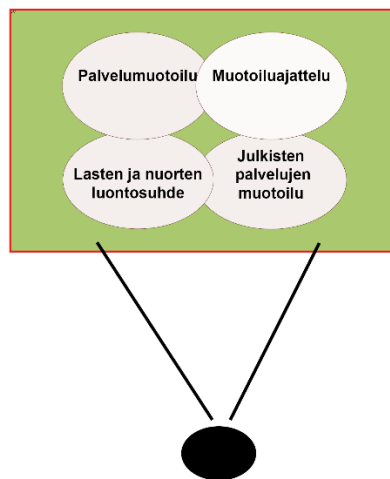 Palvelumuotoilu
Muotoiluajattelu
Lasten ja nuorten
luontosuhde
Julkisten
palvelujen
muotoilu